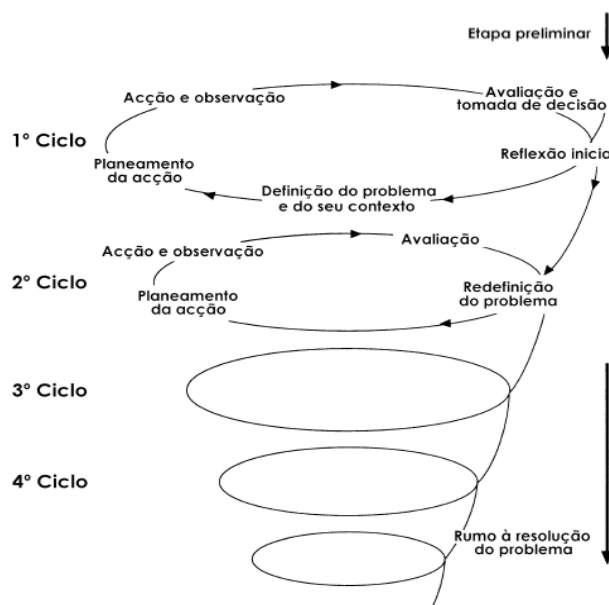 Etapa preliminar
Acção e observação
Avaliação e
tomada de decisão
1º Ciclo
Planeamento
da acção
Reflexão inicial
Definição do problema
e do seu contexto
Acção e observação
Avaliação
2º Ciclo
Planeamento
da acção
Redefinição
do problema
3º Ciclo
4º Ciclo
Rumo à resolução
do problema